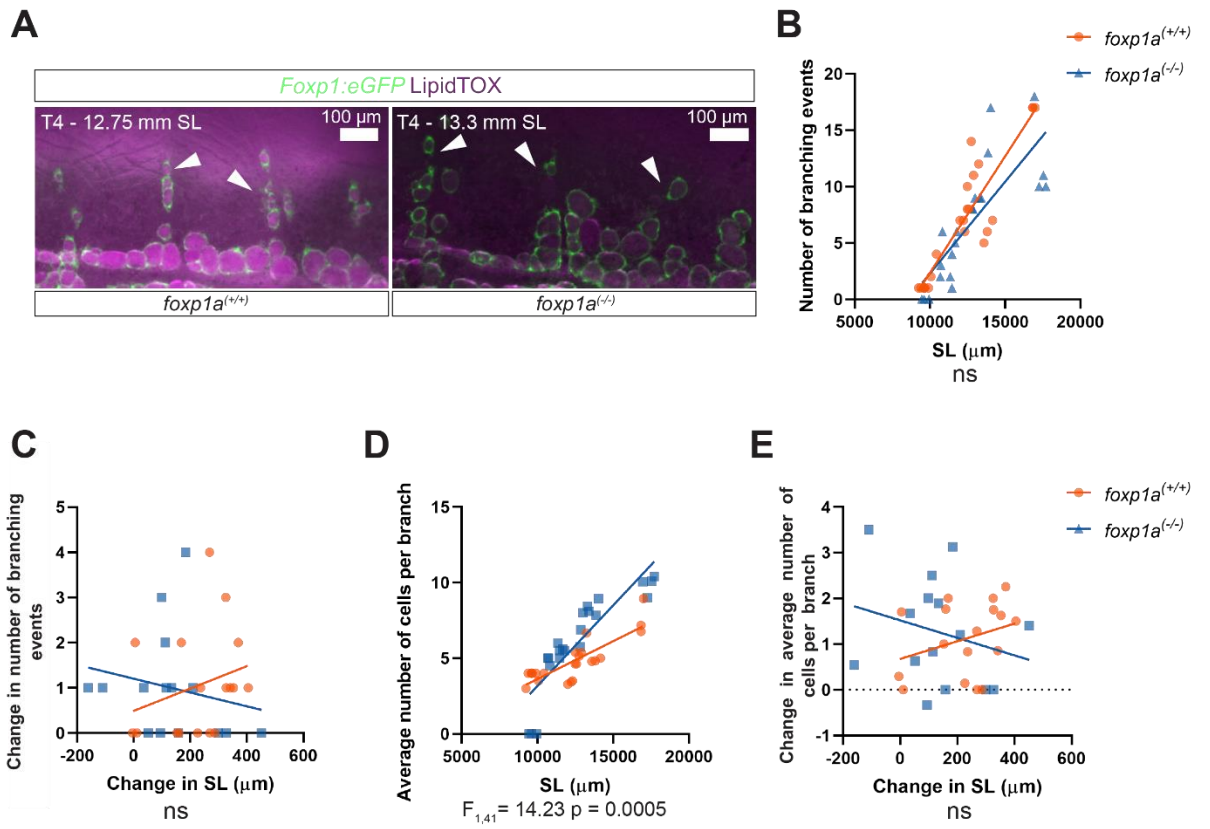 A
Foxp1:eGFP LipidTOX
T4 - 12.75 mm SL
100 µm
T4 - 13.3 mm SL
100 µm
foxp1a(+/+)
foxp1a(-/-)
B
foxp1a(+/+)
foxp1a(-/-)
Number of branching events
20
15
10
5
0
5000 10000 15000 20000
SL (µm)
ns
C
Change in number of branching
events
5
4
3
2
1
0
-200 0 200 400 600
Change in SL (µm)
ns
D
Average number of cells per branch
15
10
5
0
5000 10000 15000 20000
SL (µm)
F1,41= 14.23 p = 0.0005
E
foxp1a(+/+)
foxp1a(-/-)
Change in average number of
cells per branch
4
3
2
1
0
-1
-200 0 200 400 600
Change in SL (µm)
ns